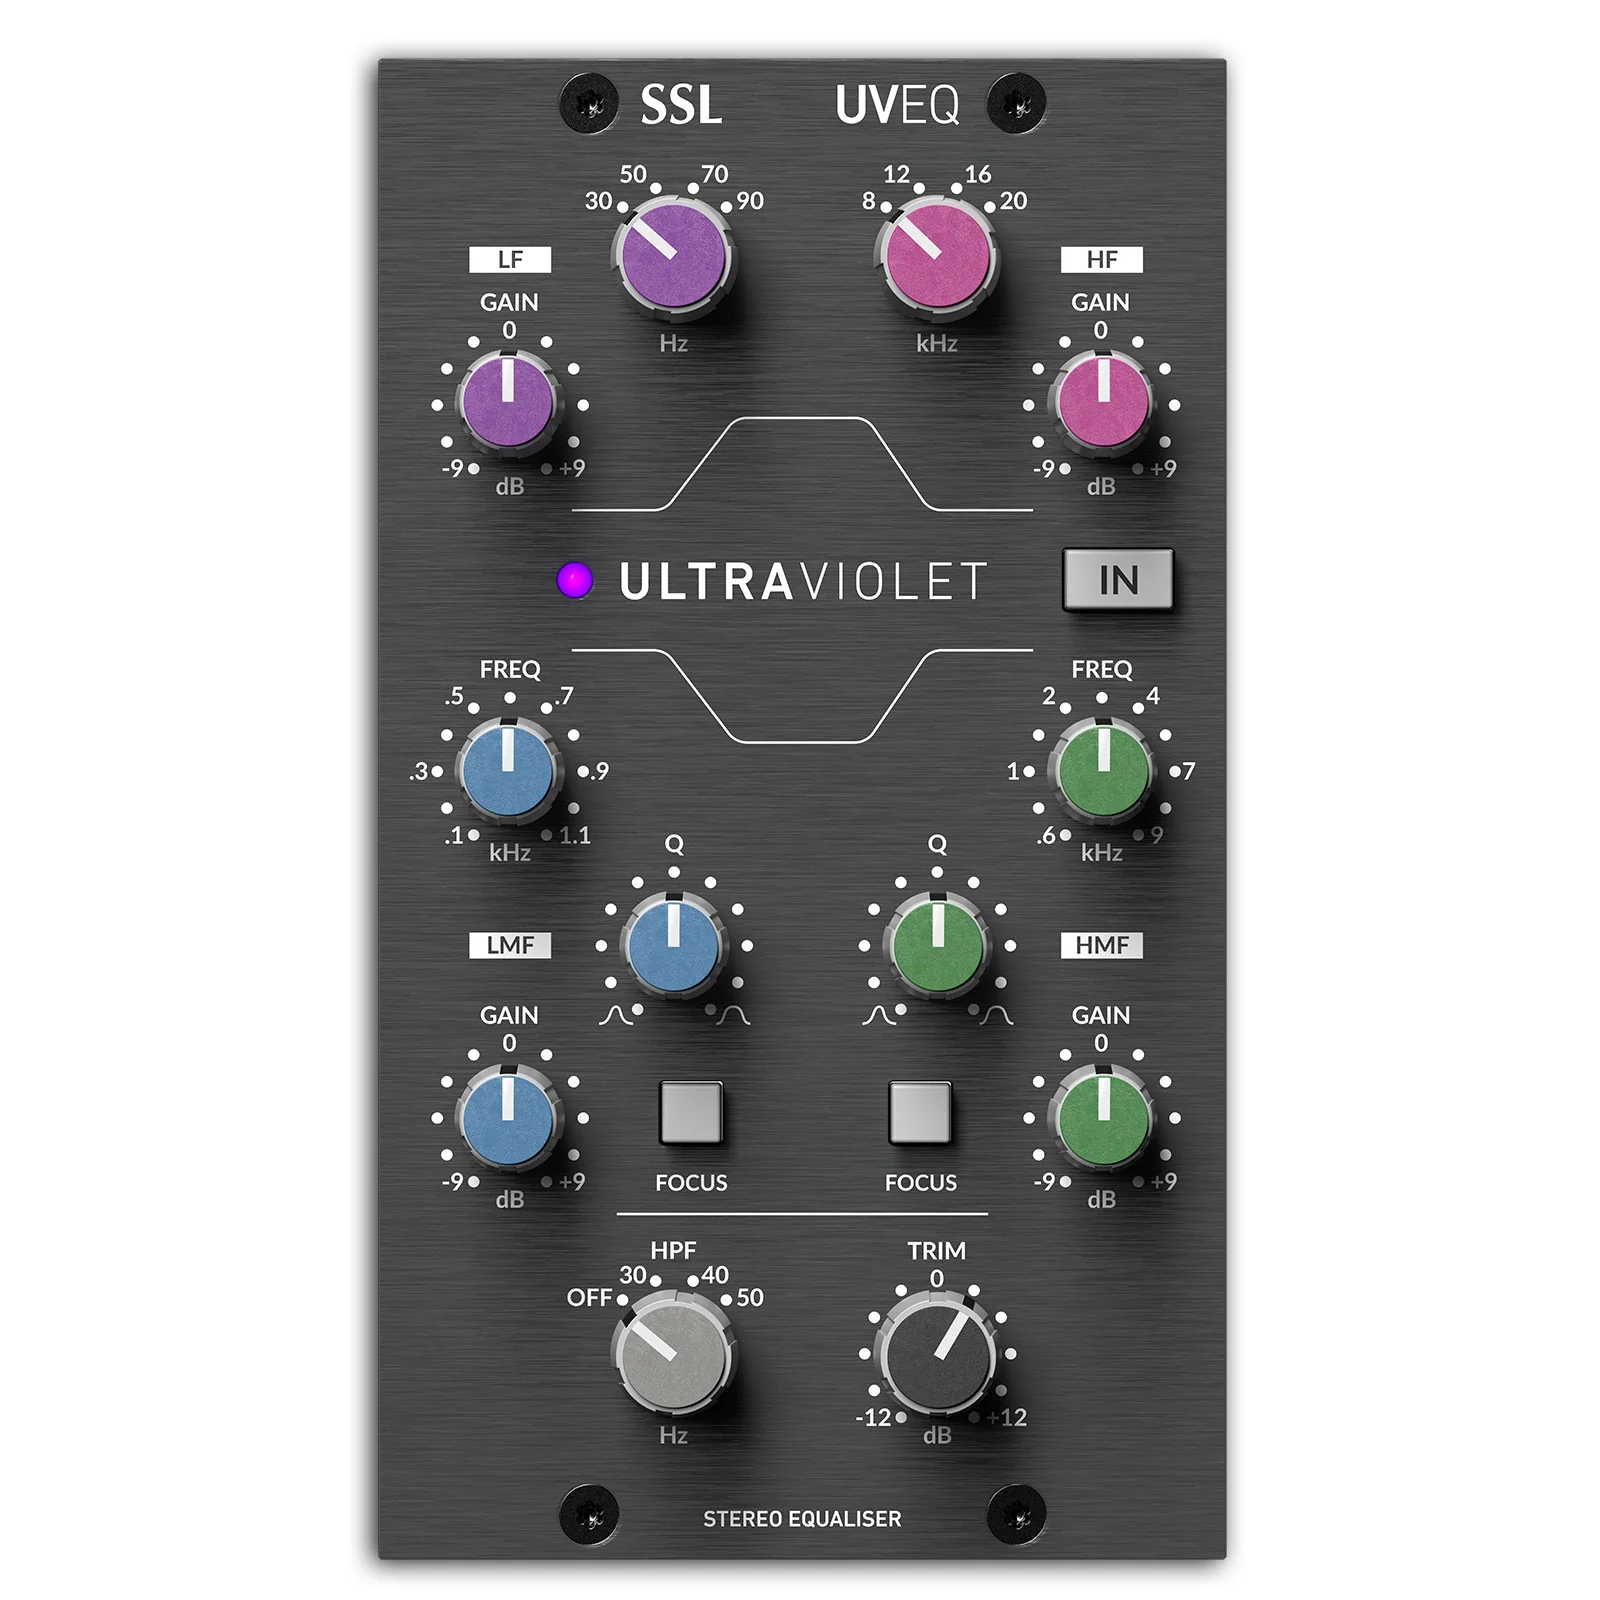 SSL UVEQ
50 70
30 90
12 16
8 20
LF
HF
GAIN
0
-9 +9
dB
Hz
kHz
GAIN
0
-9 +9
dB
ULTRAVIOLET
IN
FREQ
.5 .7
.3 .9
.1 1.1
kHz
FREQ
2 4
1 7
.6 9
kHz
Q
Q
LMF
HMF
GAIN
0
-9 +9
dB
FOCUS
FOCUS
GAIN
0
-9 +9
dB
HPF
30 40
OFF 50
Hz
TRIM
0
-12 +12
dB
STEREO EQUALISER